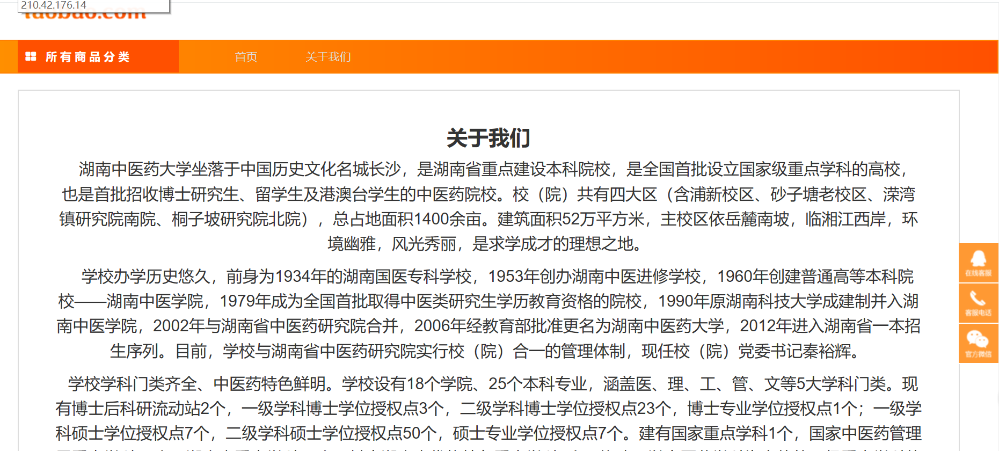 210.42.176.14
taobao.com
所有商品分类
首页
关于我们
关于我们
湖南中医药大学坐落于中国历史文化名城长沙，是湖南省重点建设本科院校，是全国首批设立国家级重点学科的高校，
也是首批招收博士研究生、留学生及港澳台学生的中医药院校。校（院）共有四大区（含浦新校区、砂子塘老校区、溁湾
镇研究院南院、桐子坡研究院北院），总占地面积1400余亩。建筑面积52万平方米，主校区依岳麓南坡，临湘江西岸，环
境幽雅，风光秀丽，是求学成才的理想之地。
学校办学历史悠久，前身为1934年的湖南国医专科学校，1953年创办湖南中医进修学校，1960年创建普通高等本科院
校——湖南中医学院，1979年成为全国首批取得中医类研究生学历教育资格的院校，1990年原湖南科技大学成建制并入湖
南中医学院，2002年与湖南省中医药研究院合并，2006年经教育部批准更名为湖南中医药大学，2012年进入湖南省一本招
生序列。目前，学校与湖南省中医药研究院实行校（院）合一的管理体制，现任校（院）党委书记秦裕辉。
学校学科门类齐全、中医药特色鲜明。学校设有18个学院、25个本科专业，涵盖医、理、工、管、文等5大学科门类。现
有博士后科研流动站2个，一级学科博士学位授权点3个，二级学科博士学位授权点23个，博士专业学位授权点1个；一级学
科硕士学位授权点7个，二级学科硕士学位授权点50个，硕士专业学位授权点7个。建有国家重点学科1个，国家中医药管理
在线客服
客服电话
官方微信